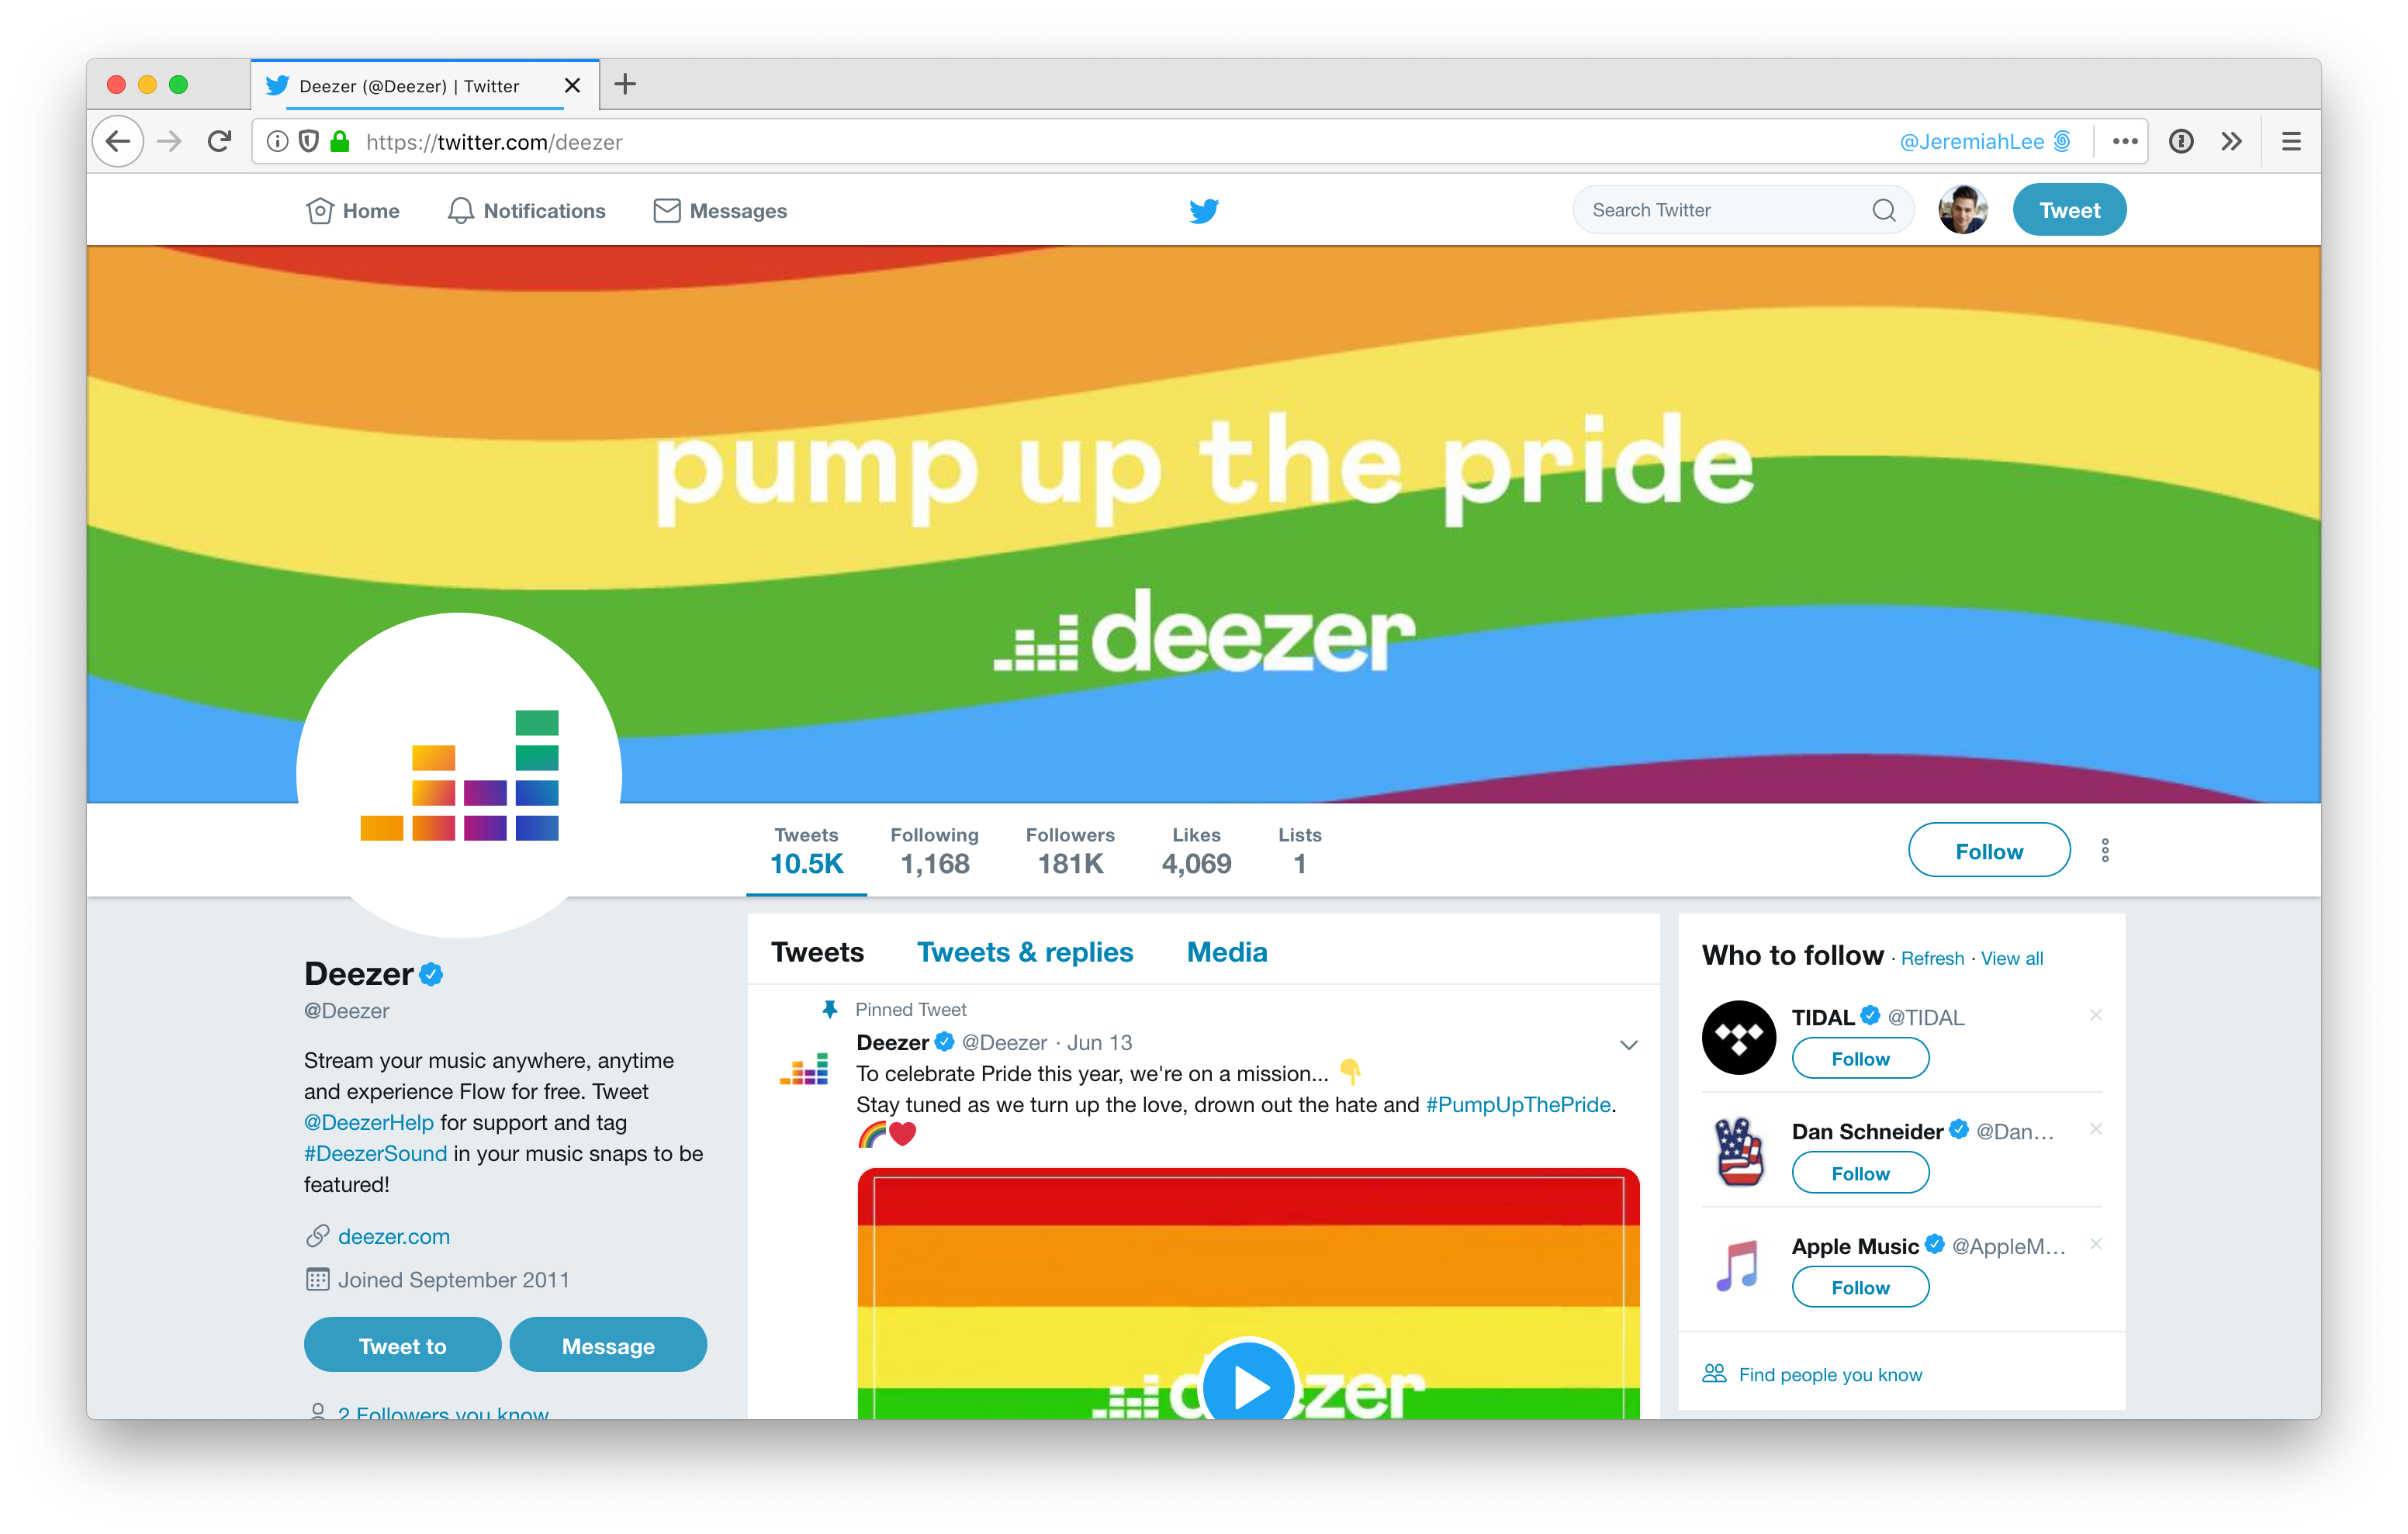 Deezer (@Deezer) | Twitter
https://twitter.com/deezer
@JeremiahLee
Home
Notifications
Messages
Search Twitter
Tweet
pump up the pride
deezer
Tweets
10.5K
Following
1,168
Followers
181K
Likes
4,069
Lists
1
Follow
Deezer
@Deezer
Stream your music anywhere, anytime
and experience Flow for free. Tweet
@DeezerHelp for support and tag
#DeezerSound in your music snaps to be
featured!
deezer.com
Joined September 2011
Tweet to
Message
2 Followers you know
Tweets
Tweets & replies
Media
Pinned Tweet
Deezer @Deezer · Jun 13
To celebrate Pride this year, we're on a mission... 👇
Stay tuned as we turn up the love, drown out the hate and #PumpUpThePride.
🌈❤️
deezer
Who to follow · Refresh · View all
TIDAL @TIDAL
Follow
Dan Schneider @Dan…
Follow
Apple Music @AppleM…
Follow
Find people you know